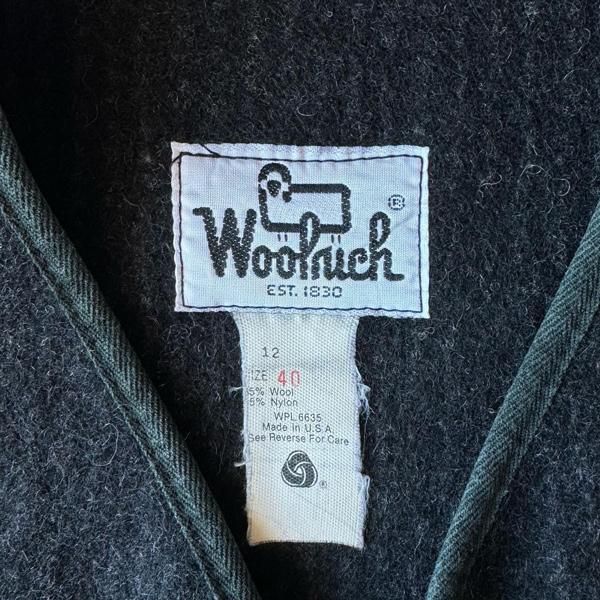 Woolrich
®
EST. 1830
12
IZE 40
5% Wool
5% Nylon
WPL 6635
Made in U.S.A.
See Reverse For Care
®